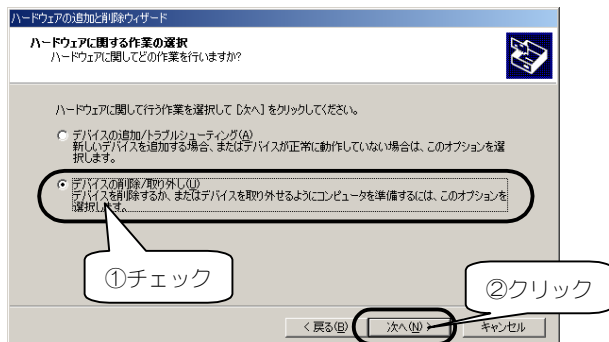 ハードウェアの追加と削除ウィザード
ハードウェアに関する作業の選択
ハードウェアに関してどの作業を行いますか?
ハードウェアに関して行う作業を選択して [次へ] をクリックしてください。
デバイスの追加/トラブルシューティング(A)
新しいデバイスを追加する場合、またはデバイスが正常に動作していない場合は、このオプションを選
択します。
デバイスの削除/取り外し(U)
デバイスを削除するか、またはデバイスを取り外せるようにコンピュータを準備するには、このオプションを
選択します。
①チェック
②クリック
< 戻る(B)
次へ(N) >
キャンセル